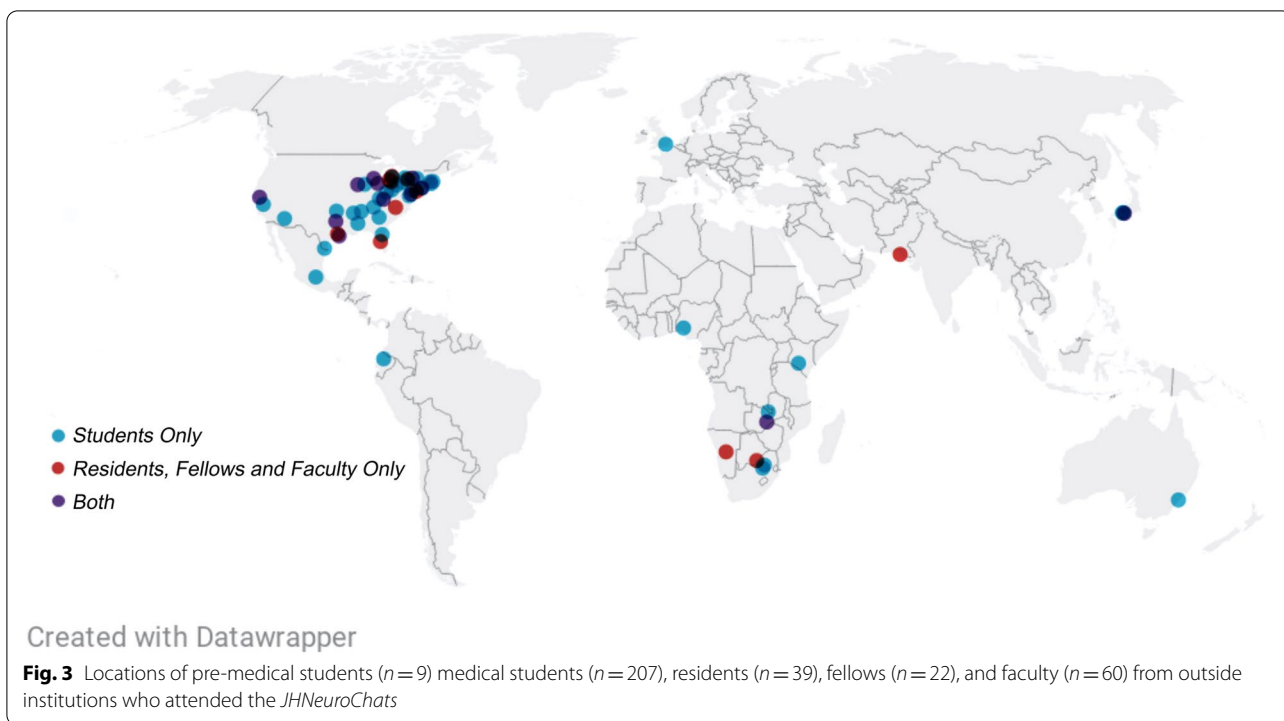 Students Only
Residents, Fellows and Faculty Only
Both
Created with Datawrapper
Fig. 3 Locations of pre-medical students (n = 9) medical students (n = 207), residents (n = 39), fellows (n = 22), and faculty (n = 60) from outside
institutions who attended the JHNeuroChats